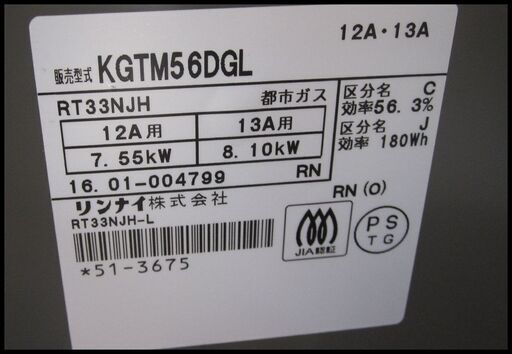 12A・13A
販売型式 KGTM56DGL
RT33NJH 都市ガス
12A用 13A用
7.55kW 8.10kW
区分名 C
効率56.3%
区分名 J
効率 180Wh
16.01-004799 RN
リンナイ株式会社
RN(O)
RT33NJH-L
*51-3675
JIA認証
PS
TG